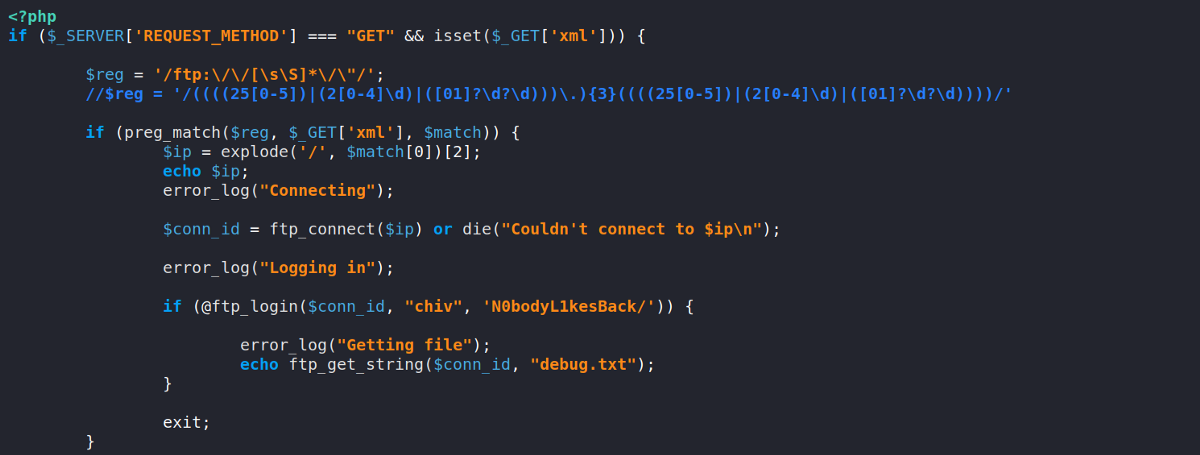 <?php
if ($_SERVER['REQUEST_METHOD'] === "GET" && isset($_GET['xml'])) {
$reg = '/ftp:\/\/[\s\S]*\/\"/';
//$reg = '/((((25[0-5])|(2[0-4]\d)|([01]?\d?\d)))\.){3}((((25[0-5])|(2[0-4]\d)|([01]?\d?\d))))/'
if (preg_match($reg, $_GET['xml'], $match)) {
$ip = explode('/', $match[0])[2];
echo $ip;
error_log("Connecting");
$conn_id = ftp_connect($ip) or die("Couldn't connect to $ip\n");
error_log("Logging in");
if (@ftp_login($conn_id, "chiv", 'N0bodyL1kesBack/')) {
error_log("Getting file");
echo ftp_get_string($conn_id, "debug.txt");
}
exit;
}